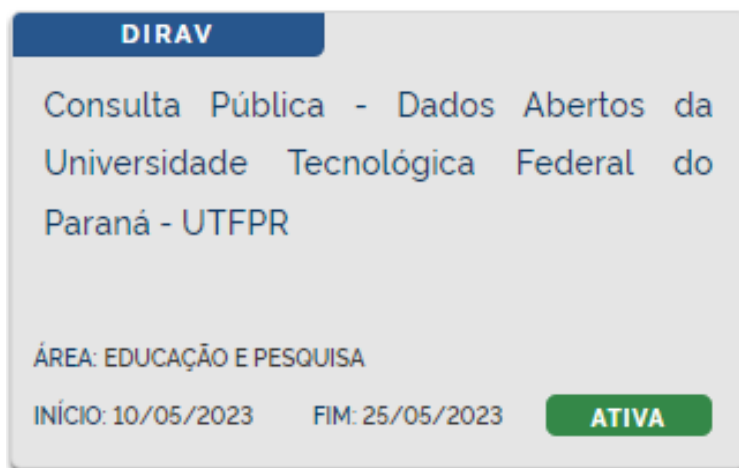 DIRAV
Consulta Pública - Dados Abertos da
Universidade Tecnológica Federal do
Paraná - UTFPR
ÁREA: EDUCAÇÃO E PESQUISA
INÍCIO: 10/05/2023 FIM: 25/05/2023 ATIVA